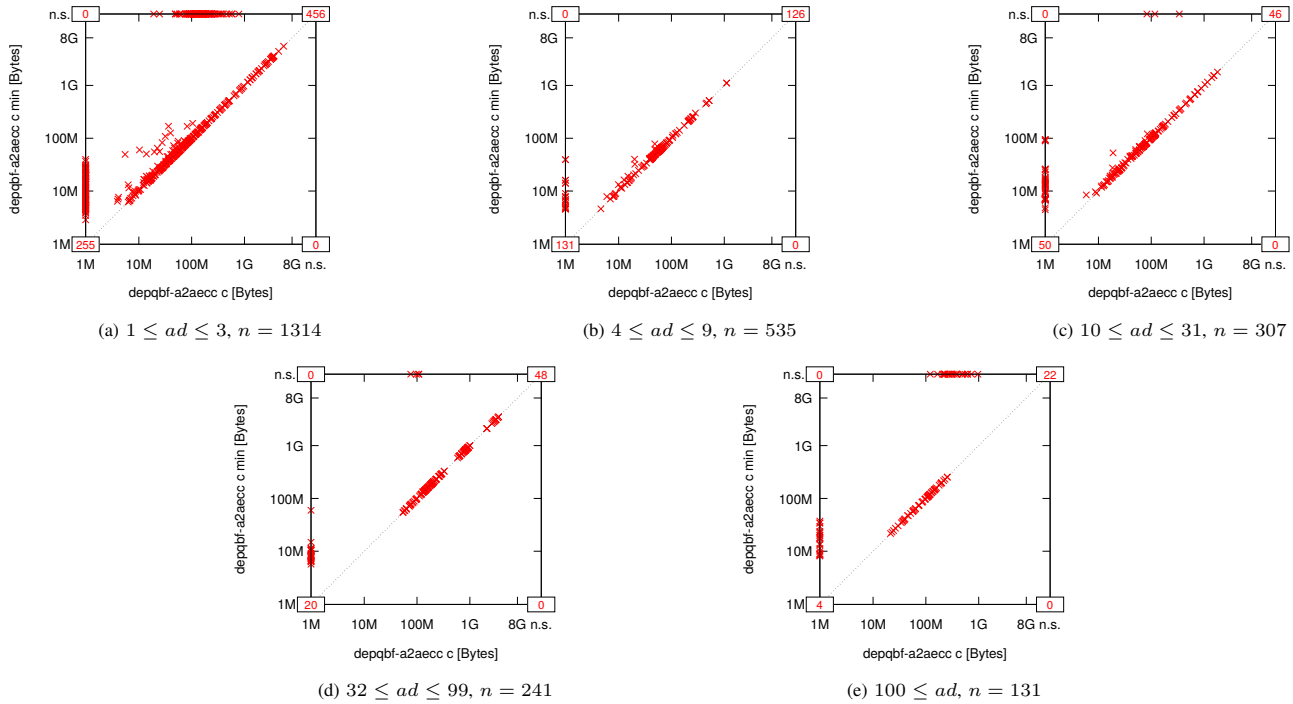 n.s.
0
456
8G
1G
100M
10M
1M
255
0
1M 10M 100M 1G 8G n.s.
depqbf-a2aecc c min [Bytes]
depqbf-a2aecc c [Bytes]
(a) 1 ≤ ad ≤ 3, n = 1314
n.s.
0
126
8G
1G
100M
10M
1M
131
0
1M 10M 100M 1G 8G n.s.
depqbf-a2aecc c min [Bytes]
depqbf-a2aecc c [Bytes]
(b) 4 ≤ ad ≤ 9, n = 535
n.s.
0
46
8G
1G
100M
10M
1M
50
0
1M 10M 100M 1G 8G n.s.
depqbf-a2aecc c min [Bytes]
depqbf-a2aecc c [Bytes]
(c) 10 ≤ ad ≤ 31, n = 307
n.s.
0
48
8G
1G
100M
10M
1M
20
0
1M 10M 100M 1G 8G n.s.
depqbf-a2aecc c min [Bytes]
depqbf-a2aecc c [Bytes]
(d) 32 ≤ ad ≤ 99, n = 241
n.s.
0
22
8G
1G
100M
10M
1M
4
0
1M 10M 100M 1G 8G n.s.
depqbf-a2aecc c min [Bytes]
depqbf-a2aecc c [Bytes]
(e) 100 ≤ ad, n = 131